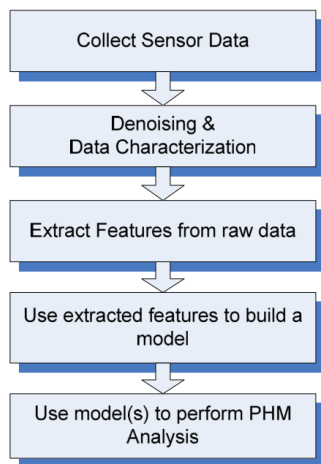 Collect Sensor Data
Denoising &
Data Characterization
Extract Features from raw data
Use extracted features to build a
model
Use model(s) to perform PHM
Analysis